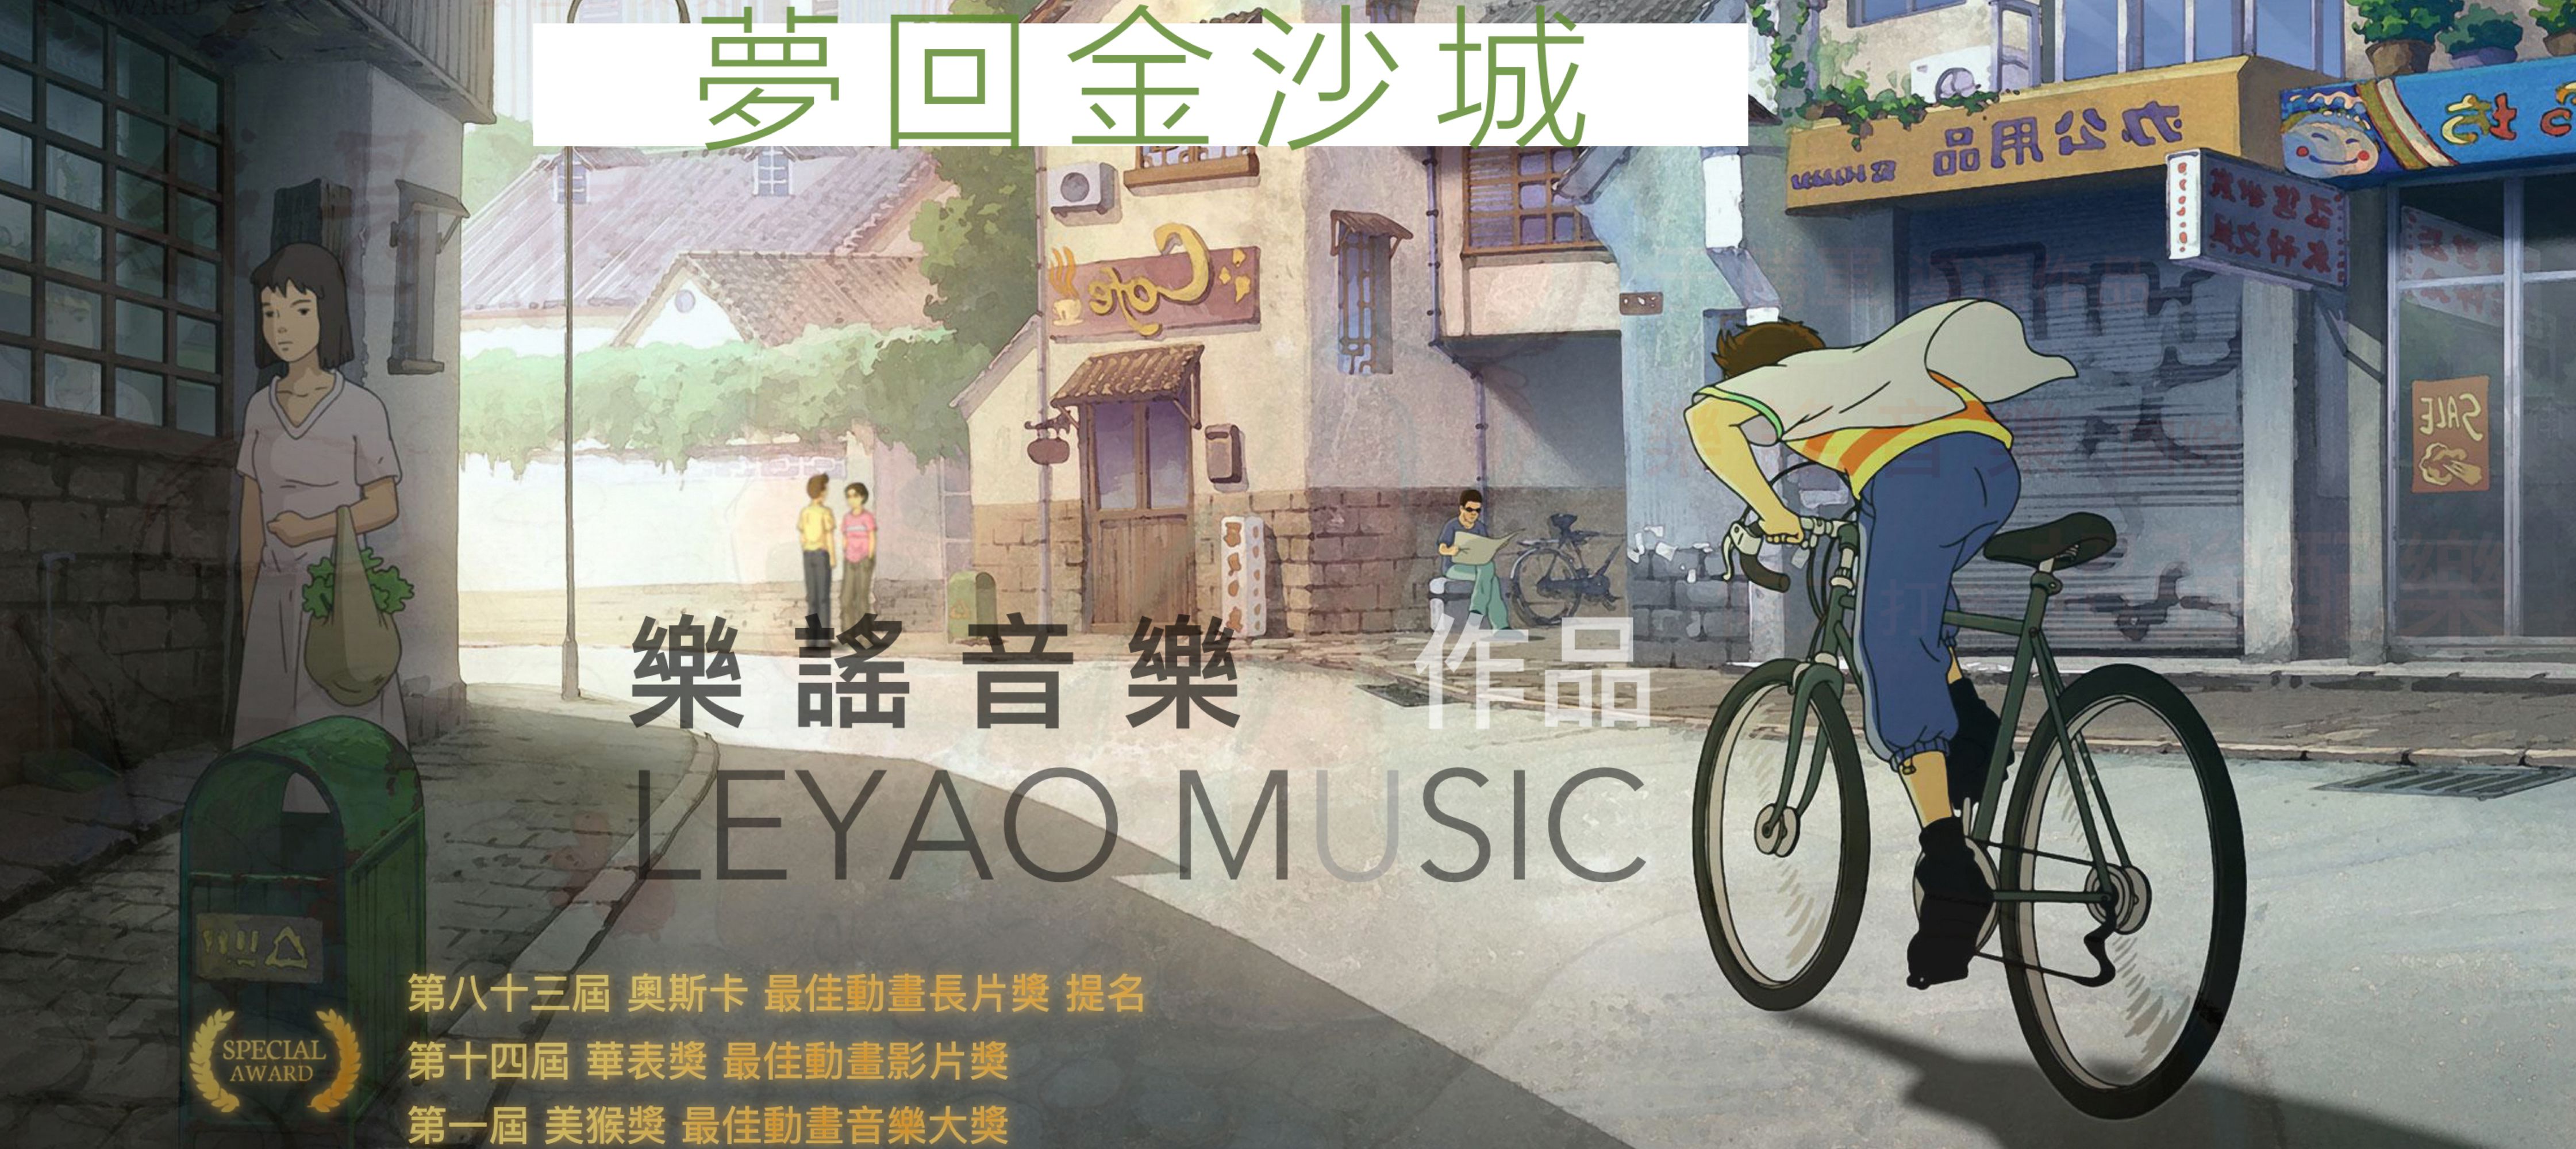 夢回金沙城
办公用品
Cafe
SALE
樂謠音樂 作品
LEYAO MUSIC
第八十三屆 奧斯卡 最佳動畫長片獎 提名
SPECIAL
AWARD
第十四屆 華表獎 最佳動畫影片獎
第一屆 美猴獎 最佳動畫音樂大獎